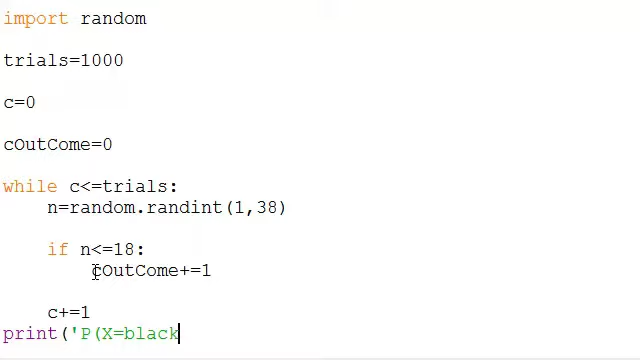 import random
trials=1000
c=0
cOutCome=0
while c<=trials:
n=random.randint(1,38)
if n<=18:
cOutCome+=1
c+=1
print('P(X=black